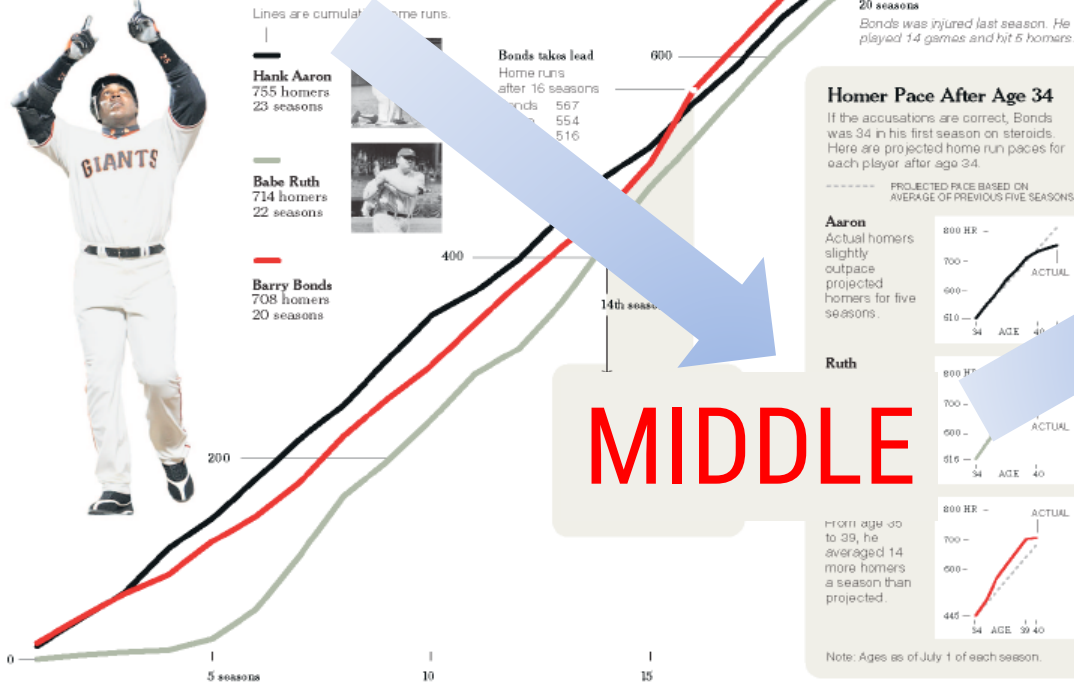 Lines are cumulat me runs.
Hank Aaron
755 homers
23 seasons
Babe Ruth
714 homers
22 seasons
Barry Bonds
708 homers
20 seasons
GIANTS
Bonds takes lead
Home runs
after 16 seasons
nds 567
554
516
600
400
200
0
14th seas
5 seasons
10
15
MIDDLE
20 seasons
Bonds was injured last season. He
played 14 games and hit 5 homers.
Homer Pace After Age 34
If the accusations are correct, Bonds
was 34 in his first season on steroids.
Here are projected home run paces for
each player after age 34.
PROJECTED PACE BASED ON
AVERAGE OF PREVIOUS FIVE SEASONS
Aaron
Actual homers
slightly
outpace
projected
homers for five
seasons.
800 HR
700
600
510
ACTUAL
34 AGE 40
Ruth
800 H
700
600
516
ACTUAL
34 AGE 40
From age 35
to 39, he
averaged 14
more homers
a season than
projected.
800 HR
700
600
445
ACTUAL
34 AGE 39 40
Note: Ages as of July 1 of each season.